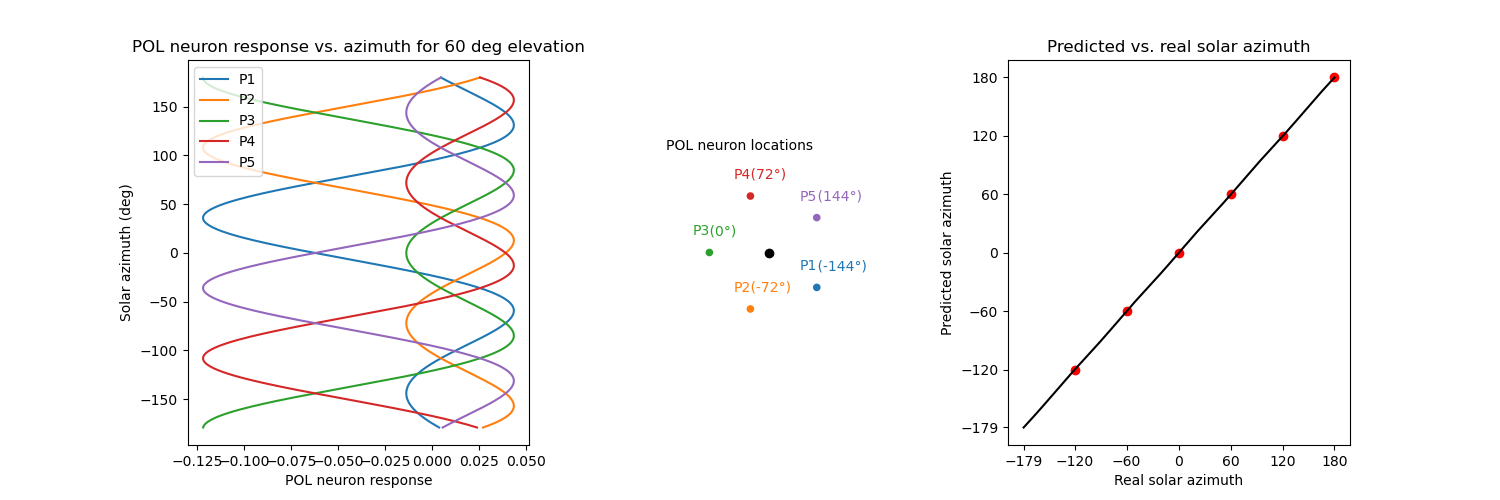 POL neuron response vs. azimuth for 60 deg elevation
P1
P2
P3
P4
P5
150
100
50
0
−50
−100
−150
Solar azimuth (deg)
−0.125 −0.100 −0.075 −0.050 −0.025 0.000 0.025 0.050
POL neuron response
POL neuron locations
P4(72°)
P5(144°)
P3(0°)
P1(-144°)
P2(-72°)
Predicted vs. real solar azimuth
180
120
60
0
−60
−120
−179
Predicted solar azimuth
−179 −120 −60 0 60 120 180
Real solar azimuth